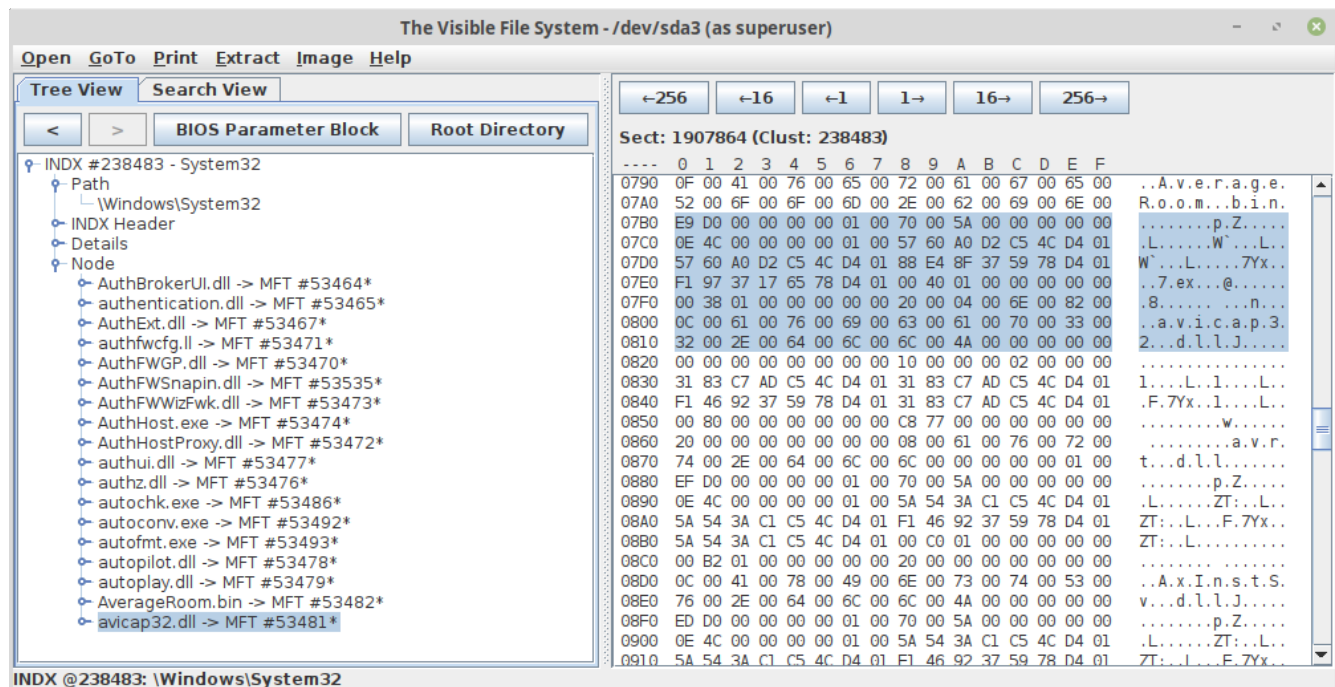 The Visible File System - /dev/sda3 (as superuser)
Open GoTo Print Extract Image Help
Tree View Search View
< > BIOS Parameter Block Root Directory
INDX #238483 - System32
Path
\Windows\System32
INDX Header
Details
Node
AuthBrokerUI.dll -> MFT #53464*
authentication.dll -> MFT #53465*
AuthExt.dll -> MFT #53467*
authfwcfg.ll -> MFT #53471*
AuthFWGP.dll -> MFT #53470*
AuthFWSnapin.dll -> MFT #53535*
AuthFWWizFwk.dll -> MFT #53473*
AuthHost.exe -> MFT #53474*
AuthHostProxy.dll -> MFT #53472*
authui.dll -> MFT #53477*
authz.dll -> MFT #53476*
autochk.exe -> MFT #53486*
autoconv.exe -> MFT #53492*
autofmt.exe -> MFT #53493*
autopilot.dll -> MFT #53478*
autoplay.dll -> MFT #53479*
AverageRoom.bin -> MFT #53482*
avicap32.dll -> MFT #53481*
←256 ←16 ←1 1→ 16→ 256→
Sect: 1907864 (Clust: 238483)
---- 0 1 2 3 4 5 6 7 8 9 A B C D E F
0790 0F 00 41 00 76 00 65 00 72 00 61 00 67 00 65 00 ..A.v.e.r.a.g.e.
07A0 52 00 6F 00 6F 00 6D 00 2E 00 62 00 69 00 6E 00 R.o.o.m...b.i.n.
07B0 E9 D0 00 00 00 00 01 00 70 00 5A 00 00 00 00 00 ........p.Z.....
07C0 0E 4C 00 00 00 00 01 00 57 60 A0 D2 C5 4C D4 01 .L......W`...L..
07D0 57 60 A0 D2 C5 4C D4 01 88 E4 8F 37 59 78 D4 01 W`...L.....7Yx..
07E0 F1 97 37 17 65 78 D4 01 00 40 01 00 00 00 00 00 ..7.ex...@......
07F0 00 38 01 00 00 00 00 00 20 00 04 00 6E 00 82 00 .8...... ...n...
0800 0C 00 61 00 76 00 69 00 63 00 61 00 70 00 33 00 ..a.v.i.c.a.p.3.
0810 32 00 2E 00 64 00 6C 00 6C 00 4A 00 00 00 00 00 2...d.l.l.J.....
0820 00 00 00 00 00 00 00 00 10 00 00 00 02 00 00 00 ................
0830 31 83 C7 AD C5 4C D4 01 31 83 C7 AD C5 4C D4 01 1....L..1....L..
0840 F1 46 92 37 59 78 D4 01 31 83 C7 AD C5 4C D4 01 .F.7Yx..1....L..
0850 00 80 00 00 00 00 00 00 C8 77 00 00 00 00 00 00 .........w......
0860 20 00 00 00 00 00 00 00 08 00 61 00 76 00 72 00 .........a.v.r.
0870 74 00 2E 00 64 00 6C 00 6C 00 00 00 00 00 01 00 t...d.l.l.......
0880 EF D0 00 00 00 00 01 00 70 00 5A 00 00 00 00 00 ........p.Z.....
0890 0E 4C 00 00 00 00 01 00 5A 54 3A C1 C5 4C D4 01 .L......ZT:..L..
08A0 5A 54 3A C1 C5 4C D4 01 F1 46 92 37 59 78 D4 01 ZT:..L...F.7Yx..
08B0 5A 54 3A C1 C5 4C D4 01 00 C0 01 00 00 00 00 00 ZT:..L..........
08C0 00 B2 01 00 00 00 00 00 20 00 00 00 00 00 00 00 ........ .......
08D0 0C 00 41 00 78 00 49 00 6E 00 73 00 74 00 53 00 ..A.x.I.n.s.t.S.
08E0 76 00 2E 00 64 00 6C 00 6C 00 4A 00 00 00 00 00 v...d.l.l.J.....
08F0 ED D0 00 00 00 00 01 00 70 00 5A 00 00 00 00 00 ........p.Z.....
0900 0E 4C 00 00 00 00 01 00 5A 54 3A C1 C5 4C D4 01 .L......ZT:..L..
0910 5A 54 3A C1 C5 4C D4 01 F1 46 92 37 59 78 D4 01 ZT:..L...F.7Yx..
INDX @238483: \Windows\System32